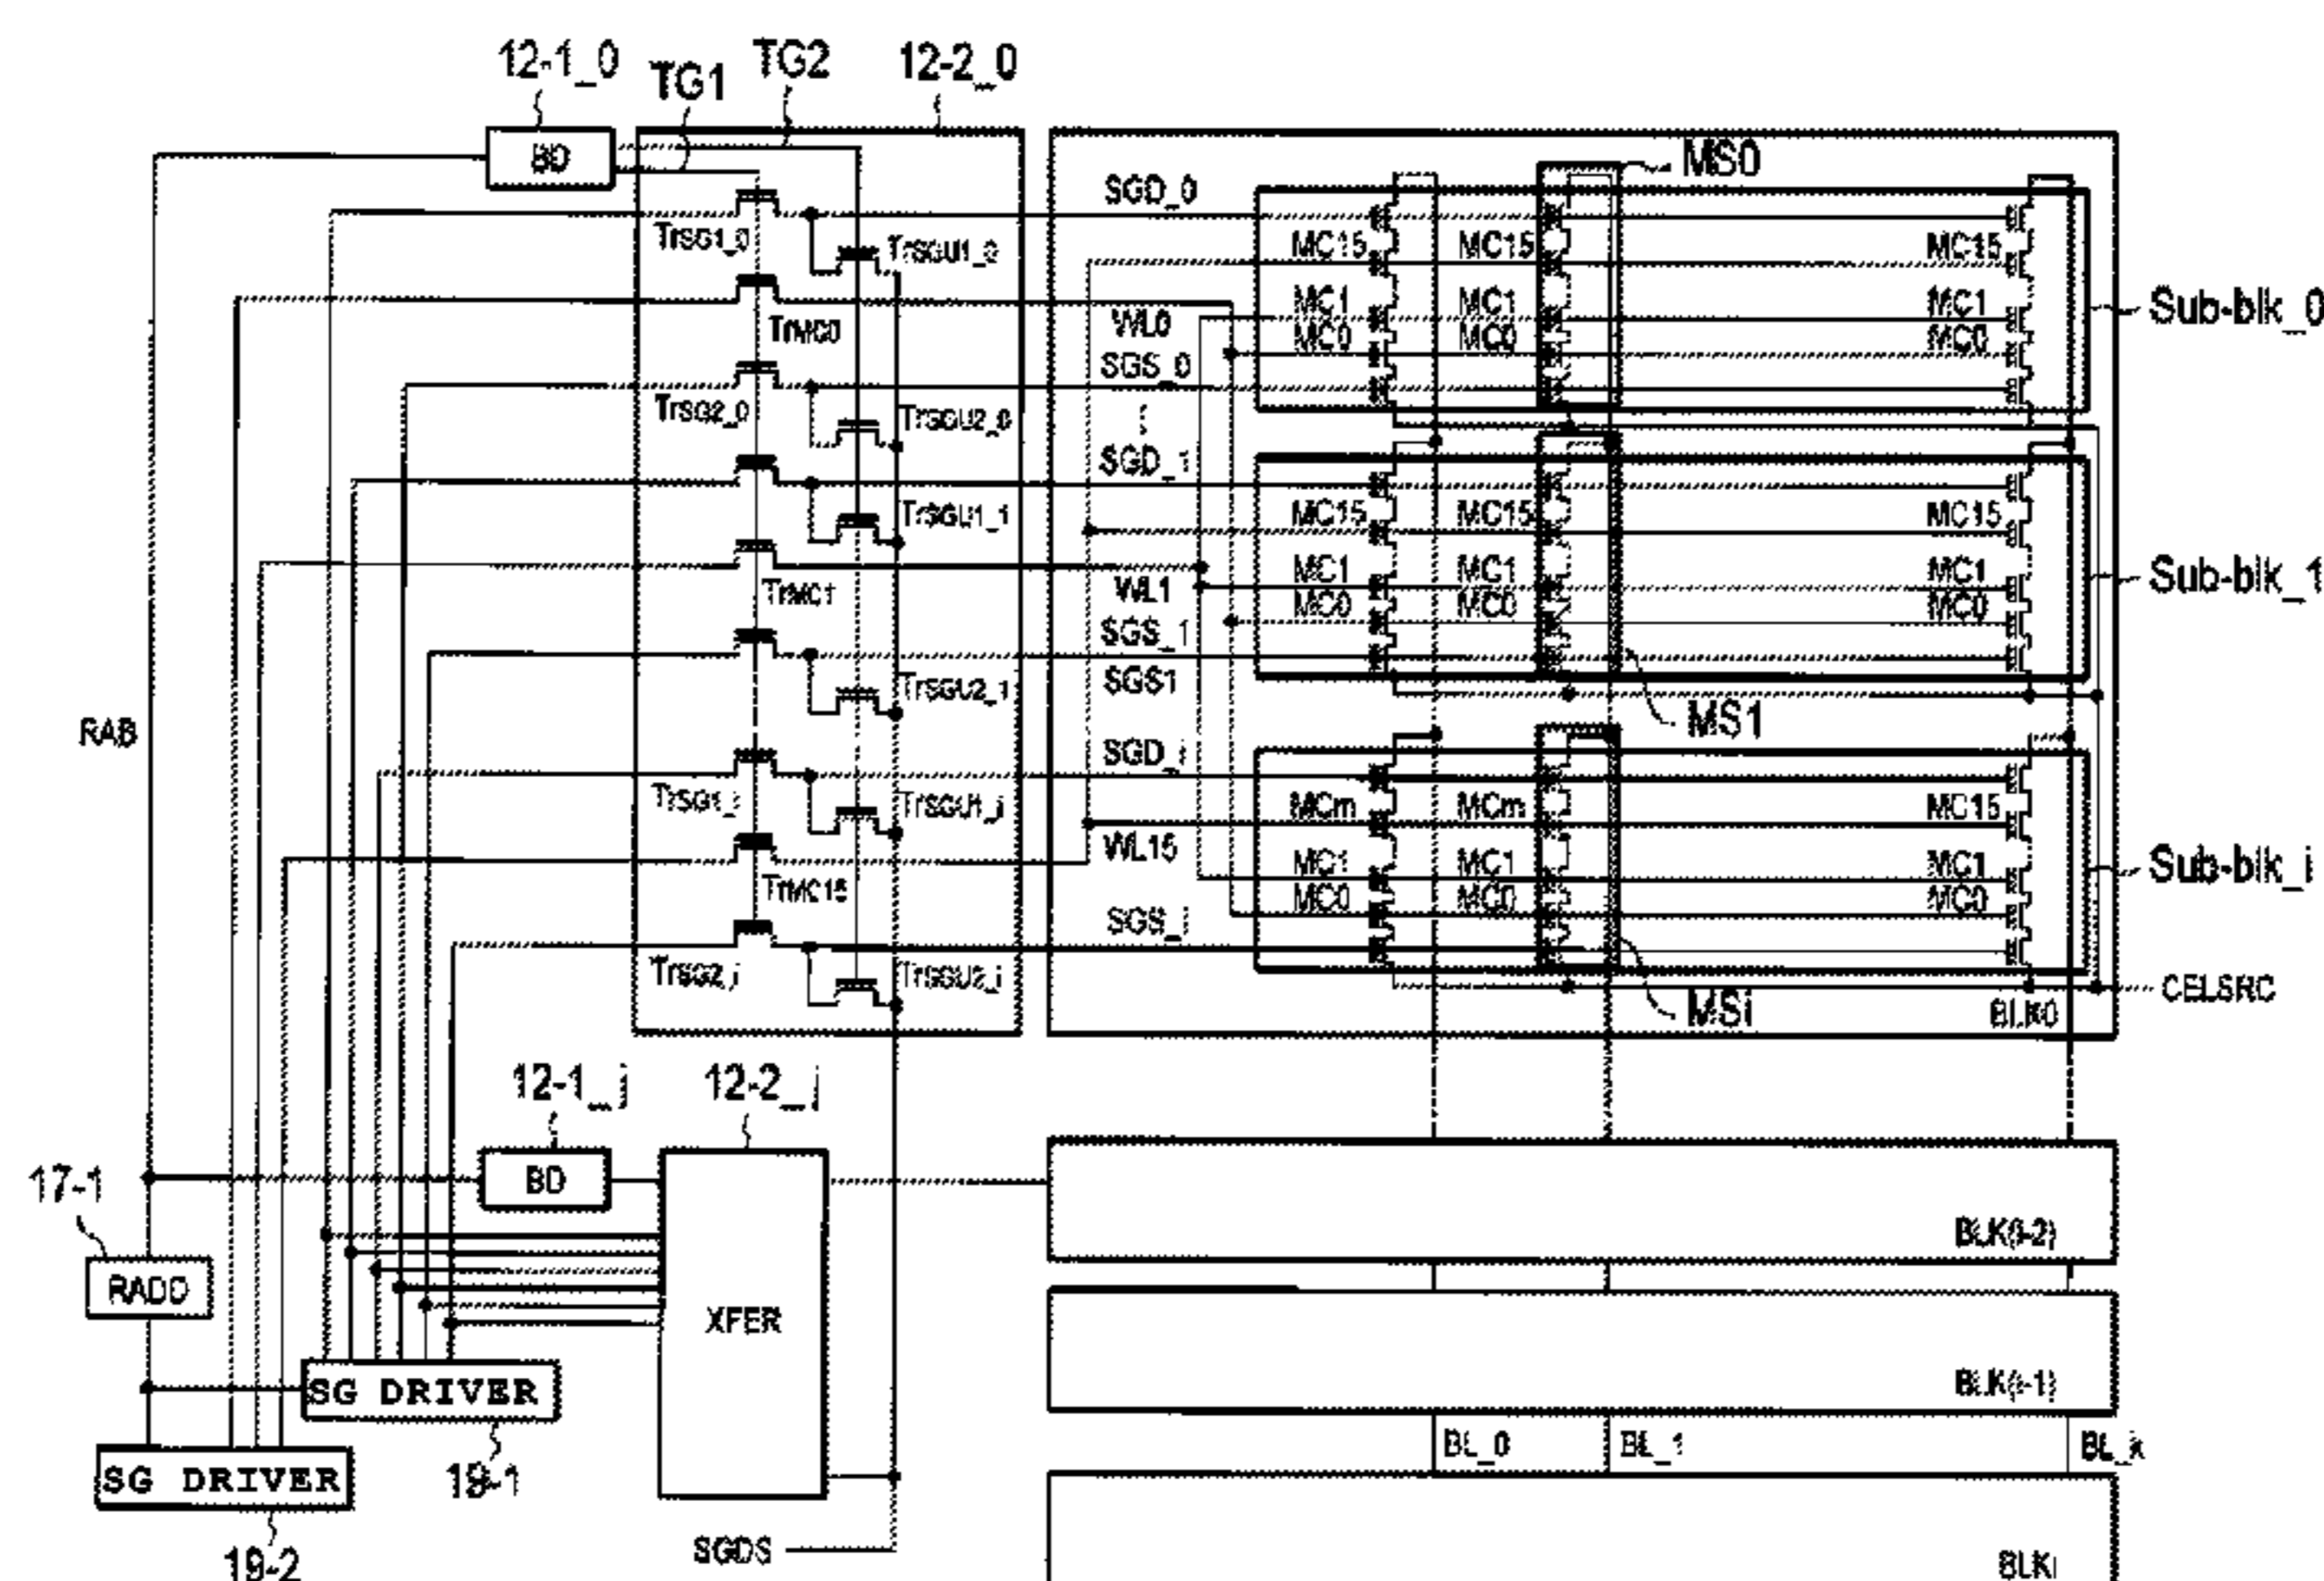 12-1_0
TG1
TG2
12-2_0
BD
MS0
SGD_0
TrSG1_0
TrSGU1_0
MC15
MC15
MC15
TrMC0
WL0
MC1
MC1
MC1
Sub-blk_0
MC0
MC0
MC0
SGS_0
TrSG2_0
TrSGU2_0
SGD_1
TrSGU1_1
MC15
MC15
MC15
TrMC1
WL1
MC1
MC1
MC1
Sub-blk_1
MC0
MC0
MC0
SGS_1
TrSGU2_1
SGS1
MS1
RAB
SGD_i
TrSG1_i
TrSGU1_i
MCm
MCm
MC15
WL15
TrMC15
MC1
MC1
MC1
Sub-blk_i
MC0
MC0
MC0
SGS_i
TrSG2_i
TrSGU2_i
CELSRC
MSi
BLK0
12-1_j
12-2_j
17-1
BD
BLK(i-2)
RADD
XFER
SG DRIVER
BLK(i-1)
19-1
BL_0
BL_1
BL_k
SG DRIVER
19-2
SGDS
BLKi